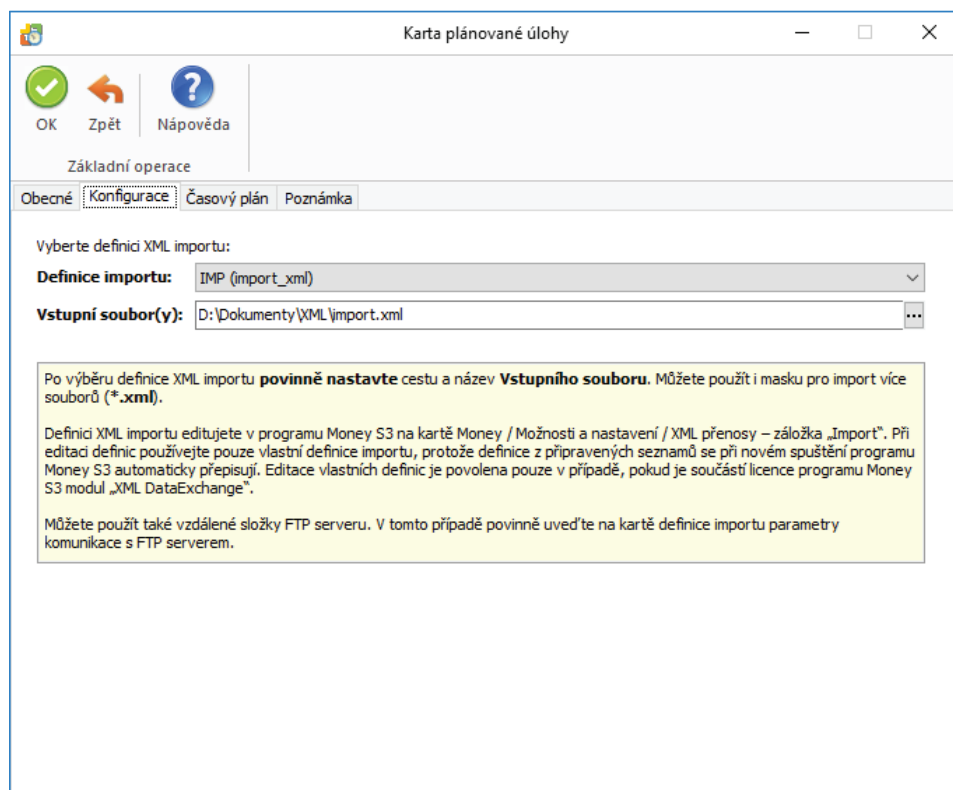 Karta plánované úlohy
OK Zpět Nápověda
Základní operace
Obecné Konfigurace Časový plán Poznámka
Vyberte definici XML importu:
Definice importu: IMP (import_xml)
Vstupní soubor(y): D:\Dokumenty\XML\import.xml ...
Po výběru definice XML importu povinně nastavte cestu a název Vstupního souboru. Můžete použít i masku pro import více
souborů (*.xml).
Definici XML importu editujete v programu Money S3 na kartě Money / Možnosti a nastavení / XML přenosy – záložka „Import“. Při
editaci definic používejte pouze vlastní definice importu, protože definice z připravených seznamů se při novém spuštění programu
Money S3 automaticky přepisují. Editace vlastních definic je povolena pouze v případě, pokud je součástí licence programu Money
S3 modul „XML DataExchange“.
Můžete použít také vzdálené složky FTP serveru. V tomto případě povinně uveďte na kartě definice importu parametry
komunikace s FTP serverem.